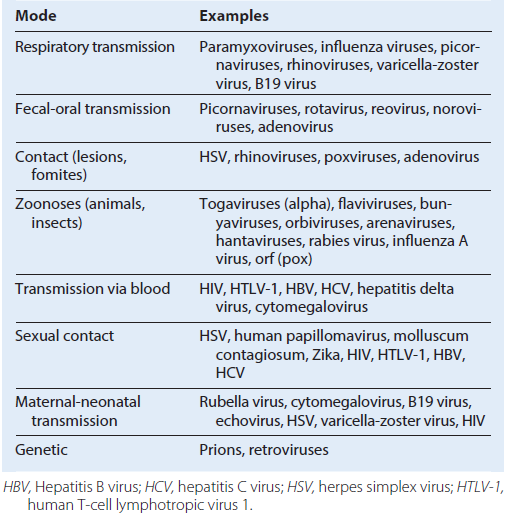 Mode Examples
Respiratory transmission Paramyxoviruses, influenza viruses, picor-
naviruses, rhinoviruses, varicella-zoster
virus, B19 virus
Fecal-oral transmission Picornaviruses, rotavirus, reovirus, norovi-
ruses, adenovirus
Contact (lesions, HSV, rhinoviruses, poxviruses, adenovirus
fomites)
Zoonoses (animals, Togaviruses (alpha), flaviviruses, bun-
insects) yaviruses, orbiviruses, arenaviruses,
hantaviruses, rabies virus, influenza A
virus, orf (pox)
Transmission via blood HIV, HTLV-1, HBV, HCV, hepatitis delta
virus, cytomegalovirus
Sexual contact HSV, human papillomavirus, molluscum
contagiosum, Zika, HIV, HTLV-1, HBV,
HCV
Maternal-neonatal Rubella virus, cytomegalovirus, B19 virus,
transmission echovirus, HSV, varicella-zoster virus, HIV
Genetic Prions, retroviruses
HBV, Hepatitis B virus; HCV, hepatitis C virus; HSV, herpes simplex virus; HTLV-1,
human T-cell lymphotropic virus 1.